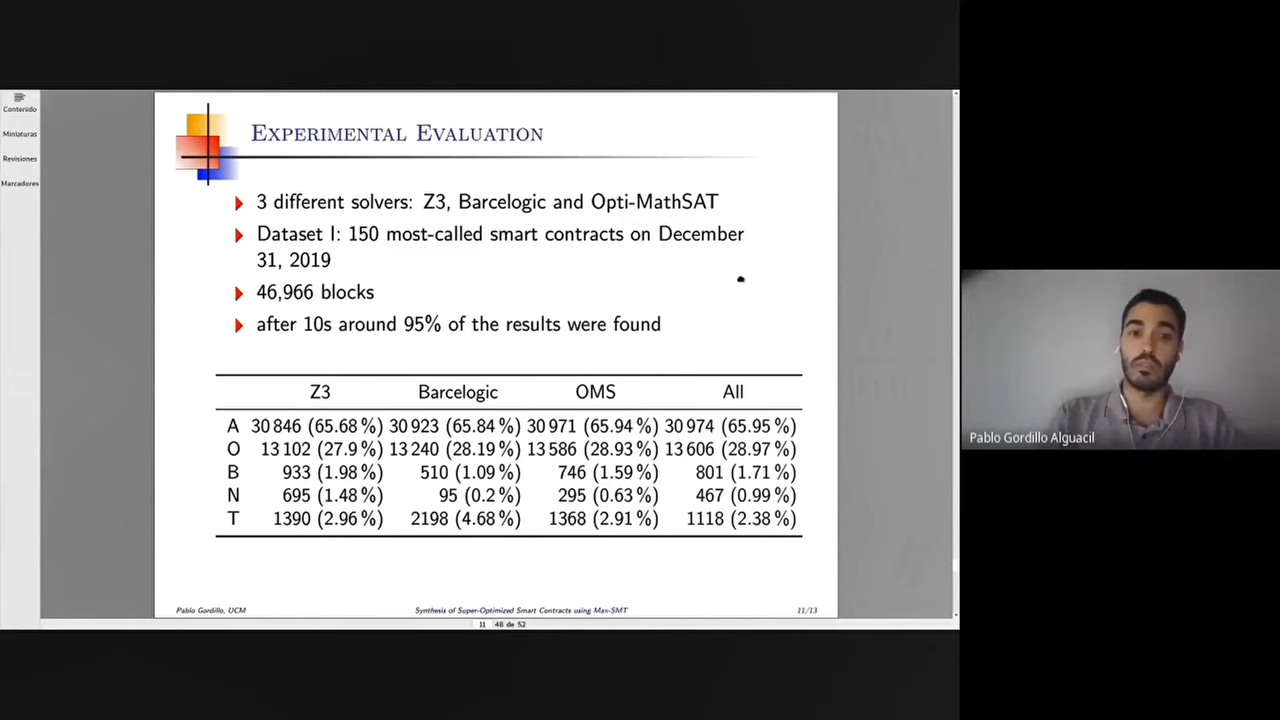 Contenido
Miniaturas
Revisiones
Marcadores
EXPERIMENTAL EVALUATION
3 different solvers: Z3, Barcelogic and Opti-MathSAT
Dataset I: 150 most-called smart contracts on December
31, 2019
46,966 blocks
after 10s around 95% of the results were found
Z3 Barcelogic OMS All
A 30 846 (65.68 %) 30 923 (65.84 %) 30 971 (65.94 %) 30 974 (65.95 %)
O 13 102 (27.9 %) 13 240 (28.19 %) 13 586 (28.93 %) 13 606 (28.97 %)
B 933 (1.98 %) 510 (1.09 %) 746 (1.59 %) 801 (1.71 %)
N 695 (1.48 %) 95 (0.2 %) 295 (0.63 %) 467 (0.99 %)
T 1390 (2.96 %) 2198 (4.68 %) 1368 (2.91 %) 1118 (2.38 %)
Pablo Gordillo, UCM Synthesis of Super-Optimized Smart Contracts using Max-SMT 11/13
11 48 de 52
Pablo Gordillo Alguacil